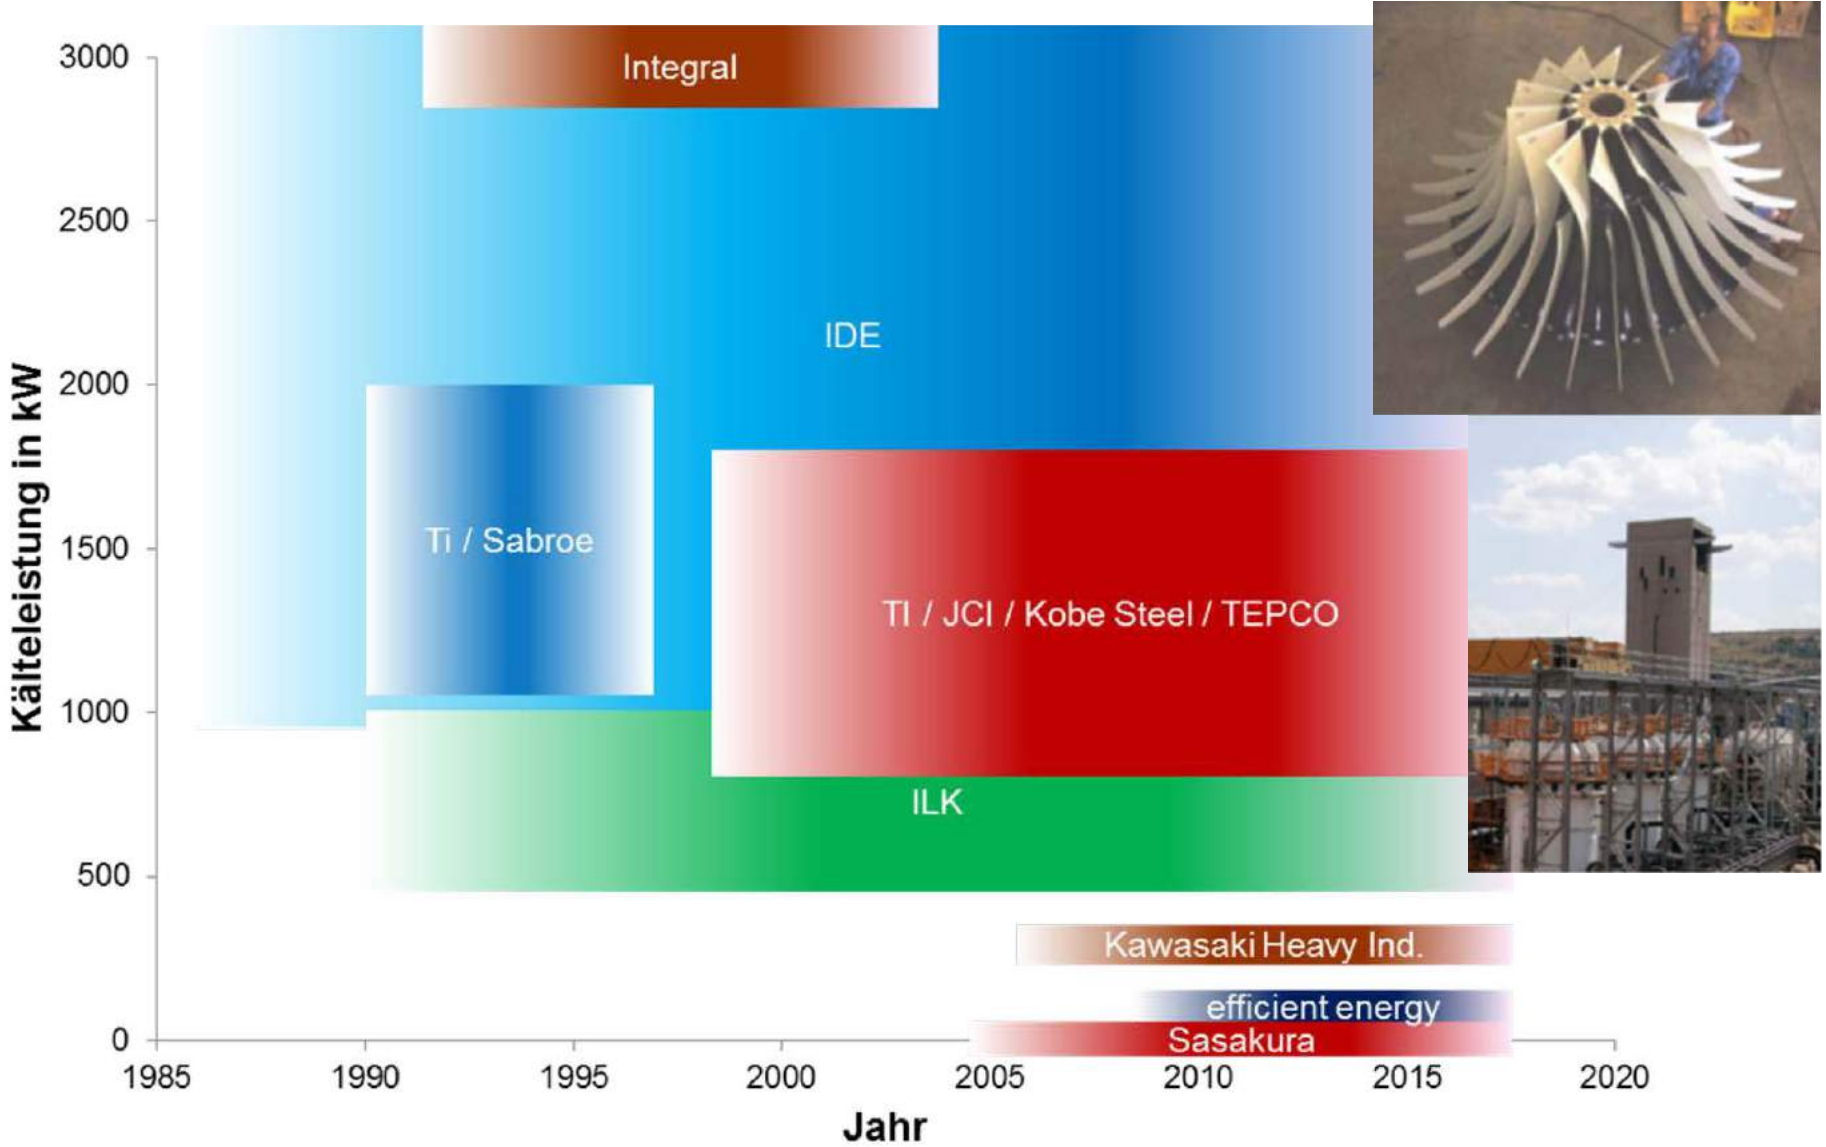 3000
2500
2000
1500
1000
500
0
Kälteleistung in kW
Integral
IDE
Ti / Sabroe
TI / JCI / Kobe Steel / TEPCO
ILK
Kawasaki Heavy Ind.
efficient energy
Sasakura
1985 1990 1995 2000 2005 2010 2015 2020
Jahr